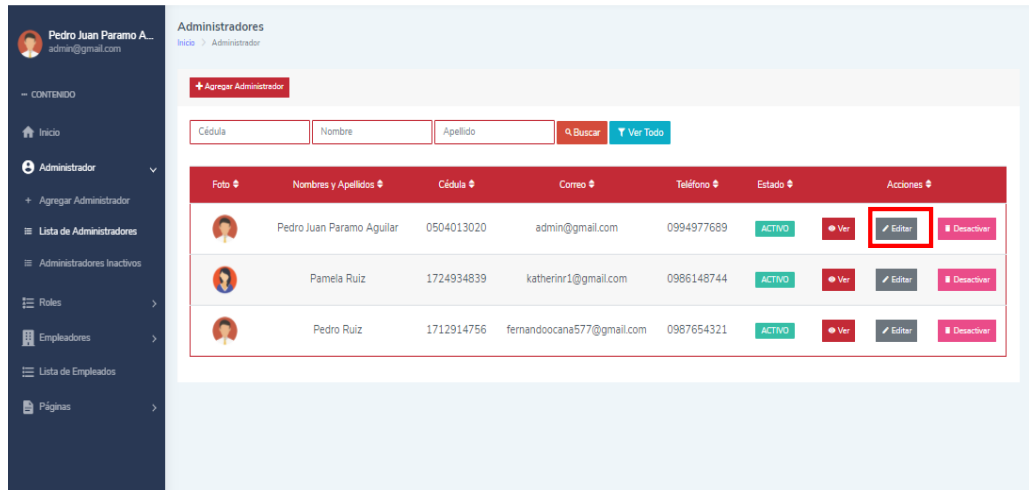 Pedro Juan Paramo A...
admin@gmail.com
CONTENIDO
Inicio
Administrador
+ Agregar Administrador
Lista de Administradores
Administradores Inactivos
Roles
Empleadores
Lista de Empleados
Páginas
Administradores
Inicio > Administrador
+ Agregar Administrador
Cédula Nombre Apellido Buscar Ver Todo
Foto Nombres y Apellidos Cédula Correo Teléfono Estado Acciones
Pedro Juan Paramo Aguilar 0504013020 admin@gmail.com 0994977689 ACTIVO Ver Editar Desactivar
Pamela Ruiz 1724934839 katherinr1@gmail.com 0986148744 ACTIVO Ver Editar Desactivar
Pedro Ruiz 1712914756 fernandoocana577@gmail.com 0987654321 ACTIVO Ver Editar Desactivar